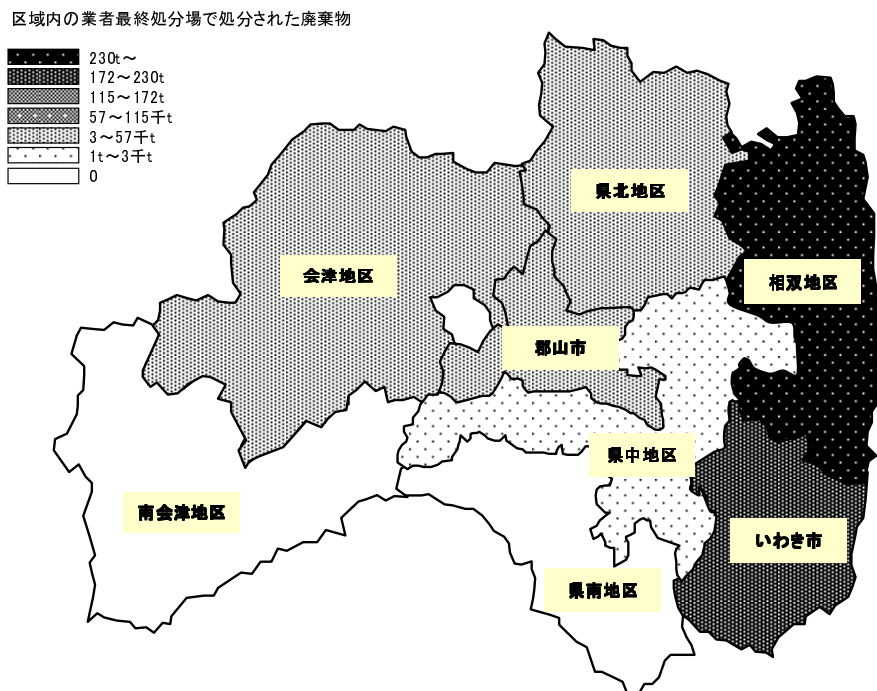 区域内の業者最終処分場で処分された廃棄物
230t～
172～230t
115～172t
57～115千t
3～57千t
1t～3千t
0
県北地区
会津地区
相双地区
郡山市
県中地区
南会津地区
いわき市
県南地区